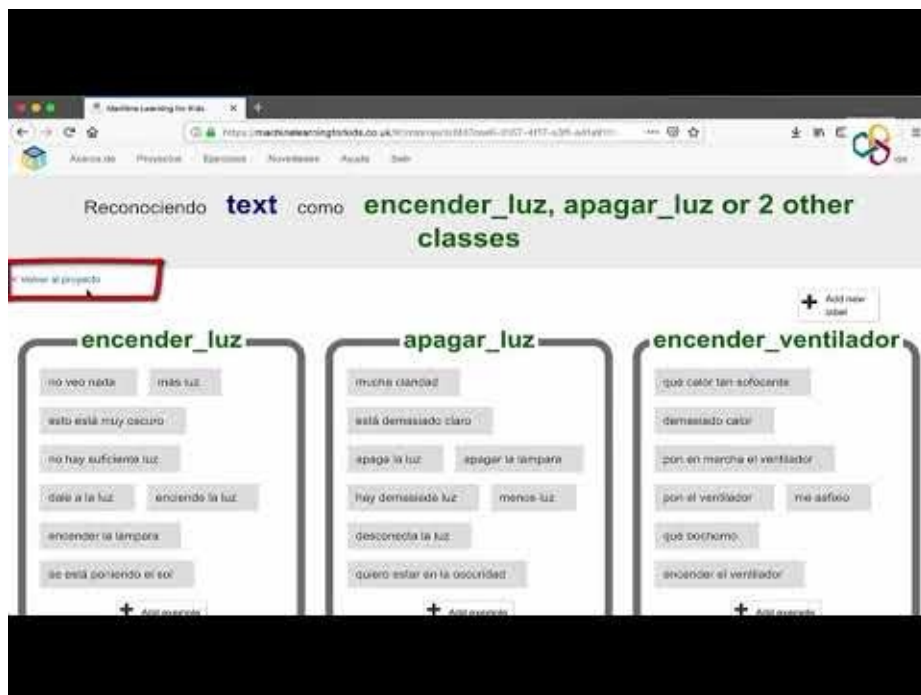 Machine Learning for Kids
https://machinelearningforkids.co.uk
Acerca de Proyectos Ejercicios Novedades Ayuda Salir
Reconociendo text como encender_luz, apagar_luz or 2 other
classes
< Volver al proyecto
Add new
label
encender_luz
no veo nada más luz
esto está muy oscuro
no hay suficiente luz
dale a la luz enciende la luz
encender la lámpara
se está poniendo el sol
Add example
apagar_luz
mucha claridad
está demasiado claro
apaga la luz apagar la lámpara
hay demasiada luz menos luz
desconecta la luz
quiero estar en la oscuridad
Add example
encender_ventilador
qué calor tan sofocante
demasiado calor
pon en marcha el ventilador
pon el ventilador me asfixio
qué bochorno
encender el ventilador
Add example